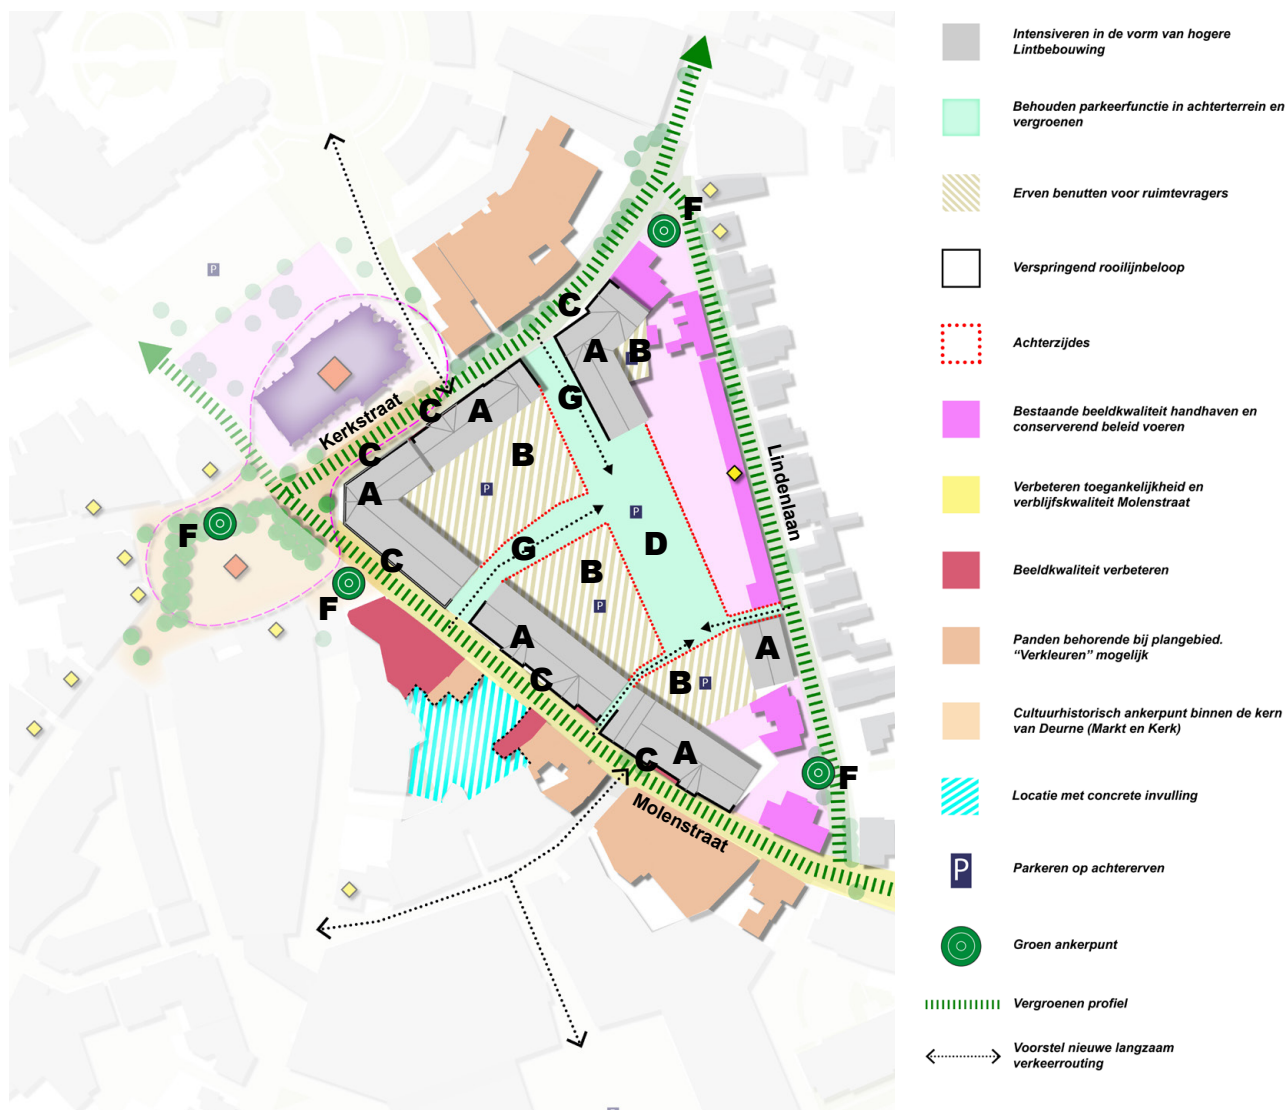 P
F
C
A
B
Kerkstraat
C
A
G
C
B
A
P
Lindenlaan
P
F
G
D
C
B
F
P
A
A
C
B
P
C
A
F
Molenstraat
P
P
Intensiveren in de vorm van hogere
Lintbebouwing
Behouden parkeerfunctie in achterterrein en
vergroenen
Erven benutten voor ruimtevragers
Verspringend rooilijnbeloop
Achterzijdes
Bestaande beeldkwaliteit handhaven en
conserverend beleid voeren
Verbeteren toegankelijkheid en
verblijfskwaliteit Molenstraat
Beeldkwaliteit verbeteren
Panden behorende bij plangebied.
“Verkleuren” mogelijk
Cultuurhistorisch ankerpunt binnen de kern
van Deurne (Markt en Kerk)
Locatie met concrete invulling
P
Parkeren op achtererven
Groen ankerpunt
Vergroenen profiel
Voorstel nieuwe langzaam
verkeerrouting